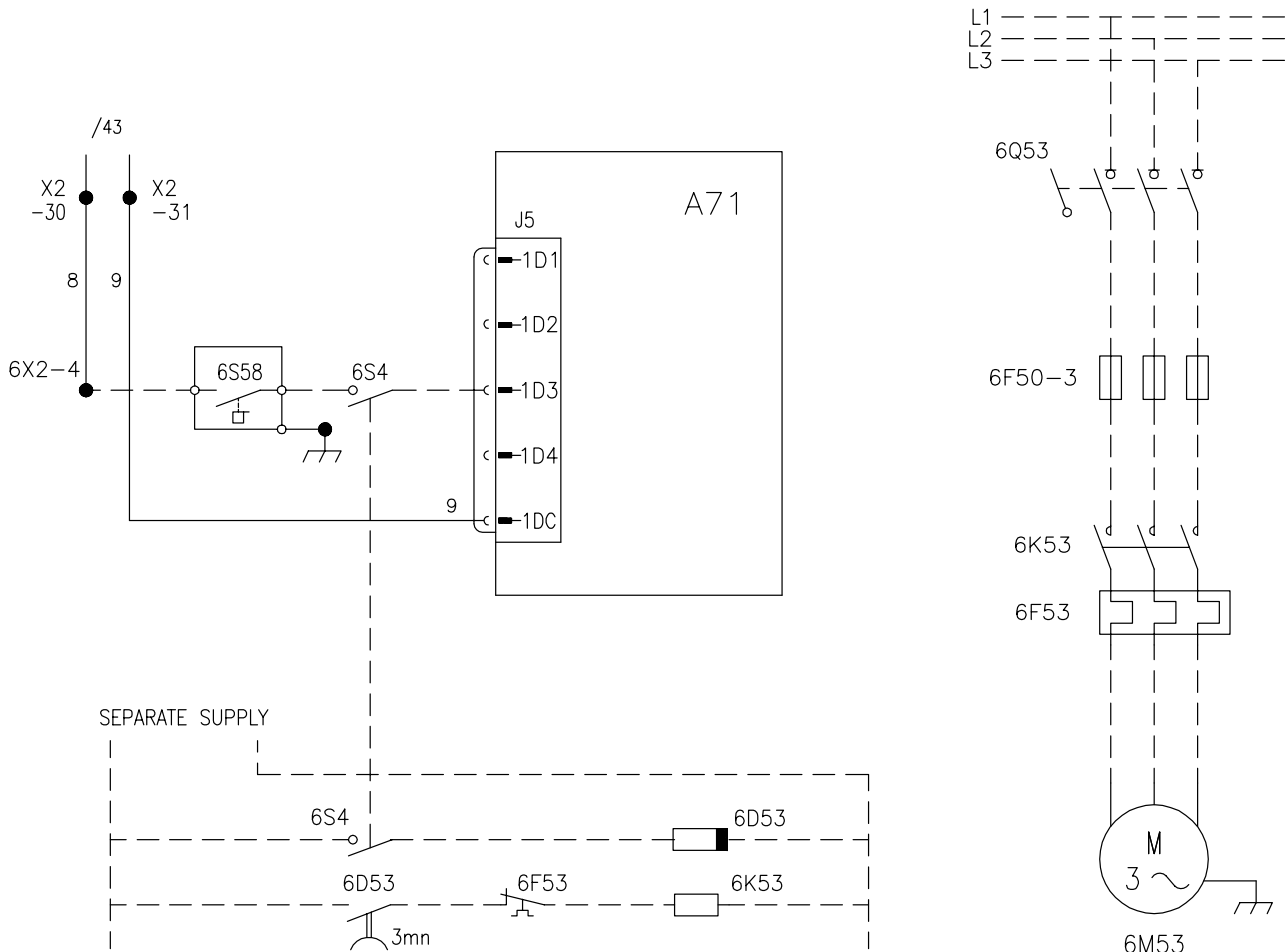 L1
L2
L3
/43
X2
-30
X2
-31
6Q53
A71
J5
1D1
8
9
1D2
6X2-4
6S58
6S4
1D3
6F50-3
1D4
9
1DC
6K53
6F53
SEPARATE SUPPLY
6S4
6D53
M
3
6D53
6F53
6K53
3mn
6M53